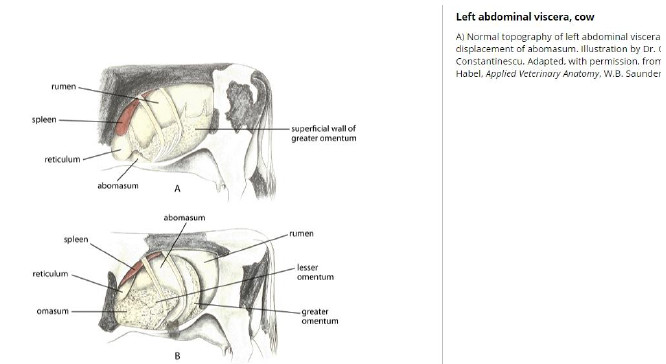 rumen
spleen
reticulum
abomasum
superficial wall of
greater omentum
A
abomasum
spleen
rumen
reticulum
lesser
omentum
omasum
greater
omentum
B
Left abdominal viscera, cow
A) Normal topography of left abdominal viscera
displacement of abomasum. Illustration by Dr.
Constantinescu. Adapted, with permission, from
Habel, Applied Veterinary Anatomy, W.B. Saunder